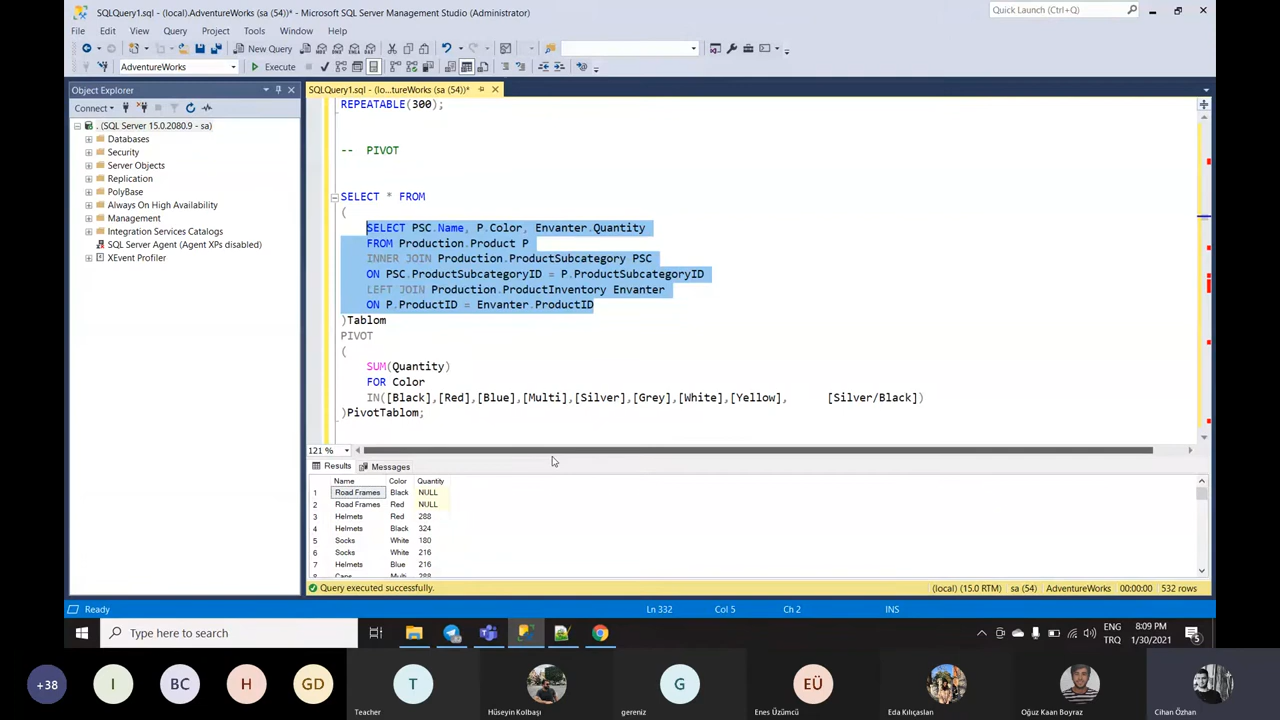 SQLQuery1.sql - (local).AdventureWorks (sa (54))* - Microsoft SQL Server Management Studio (Administrator)
Quick Launch (Ctrl+Q)
File Edit View Query Project Tools Window Help
New Query
AdventureWorks
Execute
Object Explorer
SQLQuery1.sql - (lo...tureWorks (sa (54))*
Connect
. (SQL Server 15.0.2080.9 - sa)
Databases
Security
Server Objects
Replication
PolyBase
Always On High Availability
Management
Integration Services Catalogs
SQL Server Agent (Agent XPs disabled)
XEvent Profiler
REPEATABLE(300);
-- PIVOT
SELECT * FROM
(
SELECT PSC.Name, P.Color, Envanter.Quantity
FROM Production.Product P
INNER JOIN Production.ProductSubcategory PSC
ON PSC.ProductSubcategoryID = P.ProductSubcategoryID
LEFT JOIN Production.ProductInventory Envanter
ON P.ProductID = Envanter.ProductID
)Tablom
PIVOT
(
SUM(Quantity)
FOR Color
IN([Black],[Red],[Blue],[Multi],[Silver],[Grey],[White],[Yellow], [Silver/Black])
)PivotTablom;
121 %
Results Messages
Name Color Quantity
1 Road Frames Black NULL
2 Road Frames Red NULL
3 Helmets Red 288
4 Helmets Black 324
5 Socks White 180
6 Socks White 216
7 Helmets Blue 216
8 Caps Multi 288
Query executed successfully.
(local) (15.0 RTM) sa (54) AdventureWorks 00:00:00 532 rows
Ready
Ln 332 Col 5 Ch 2 INS
Type here to search
ENG
TRQ
8:09 PM
1/30/2021
5
+38 I BC H GD T G EÜ
Teacher Hüseyin Kolbaşı gereniz Enes Üzümcü Eda Kılıçaslan Oğuz Kaan Boyraz Cihan Özhan